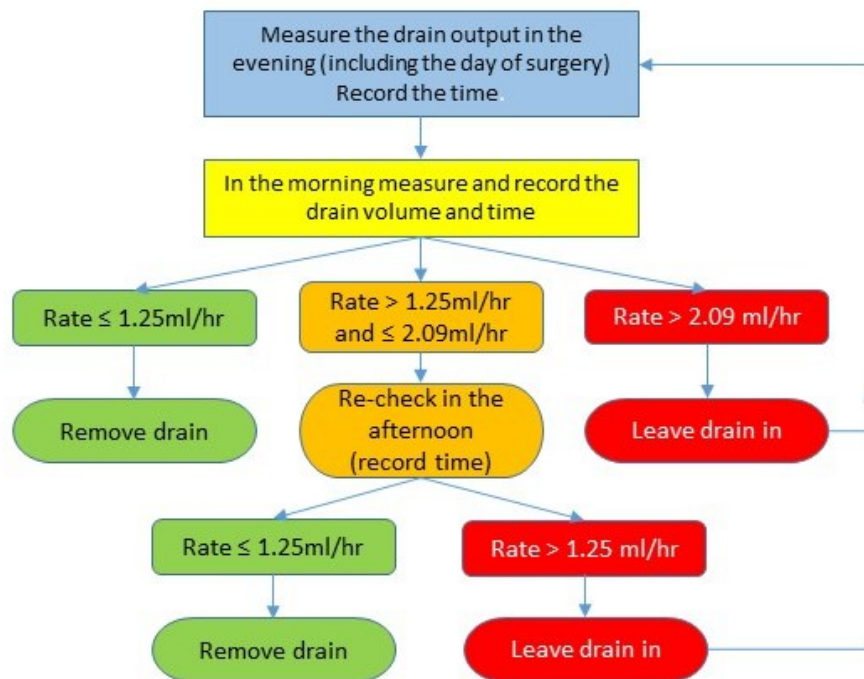 Measure the drain output in the
evening (including the day of surgery)
Record the time.
In the morning measure and record the
drain volume and time
Rate ≤ 1.25ml/hr
Rate > 1.25ml/hr
and ≤ 2.09ml/hr
Rate > 2.09 ml/hr
Remove drain
Re-check in the
afternoon
(record time)
Leave drain in
Rate ≤ 1.25ml/hr
Rate > 1.25 ml/hr
Remove drain
Leave drain in